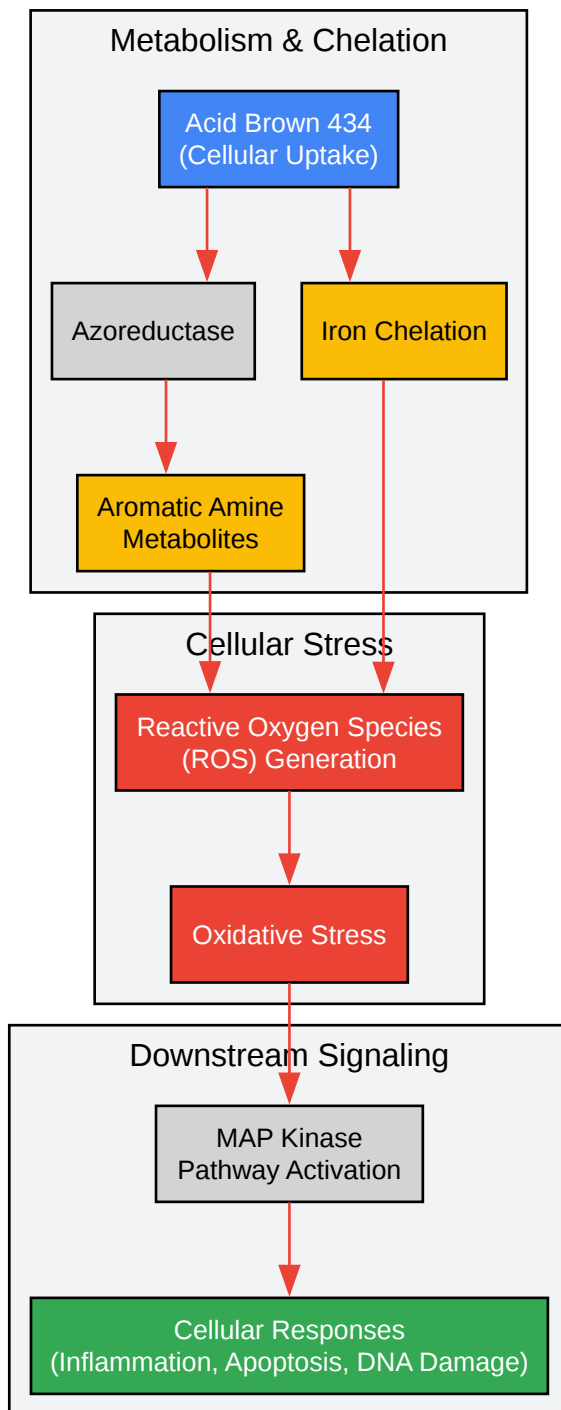 Metabolism & Chelation
Acid Brown 434
(Cellular Uptake)
Azoreductase
Iron Chelation
Aromatic Amine
Metabolites
Cellular Stress
Reactive Oxygen Species
(ROS) Generation
Oxidative Stress
Downstream Signaling
MAP Kinase
Pathway Activation
Cellular Responses
(Inflammation, Apoptosis, DNA Damage)